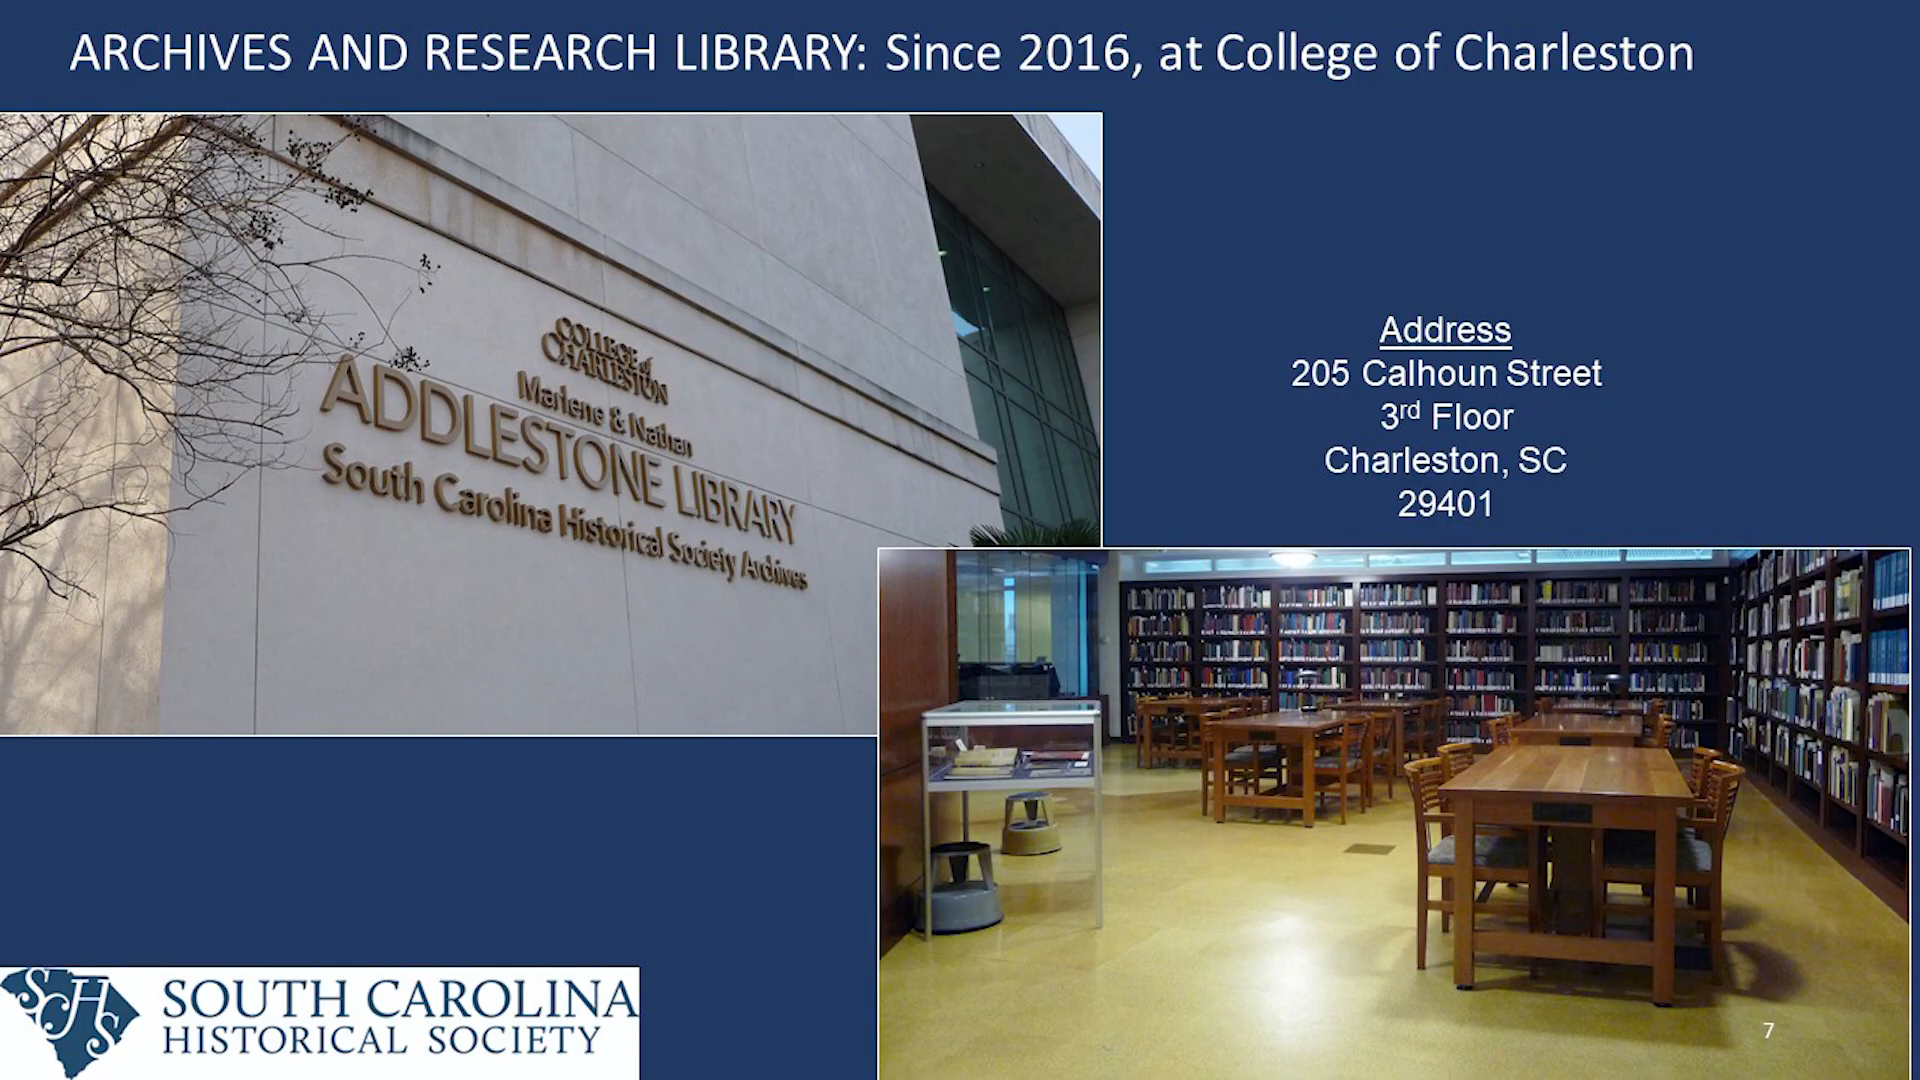 ARCHIVES AND RESEARCH LIBRARY: Since 2016, at College of Charleston
COLLEGE of
CHARLESTON
Marlene & Nathan
ADDLESTONE LIBRARY
South Carolina Historical Society Archives
Address
205 Calhoun Street
3rd Floor
Charleston, SC
29401
SCHS
SOUTH CAROLINA
HISTORICAL SOCIETY
7